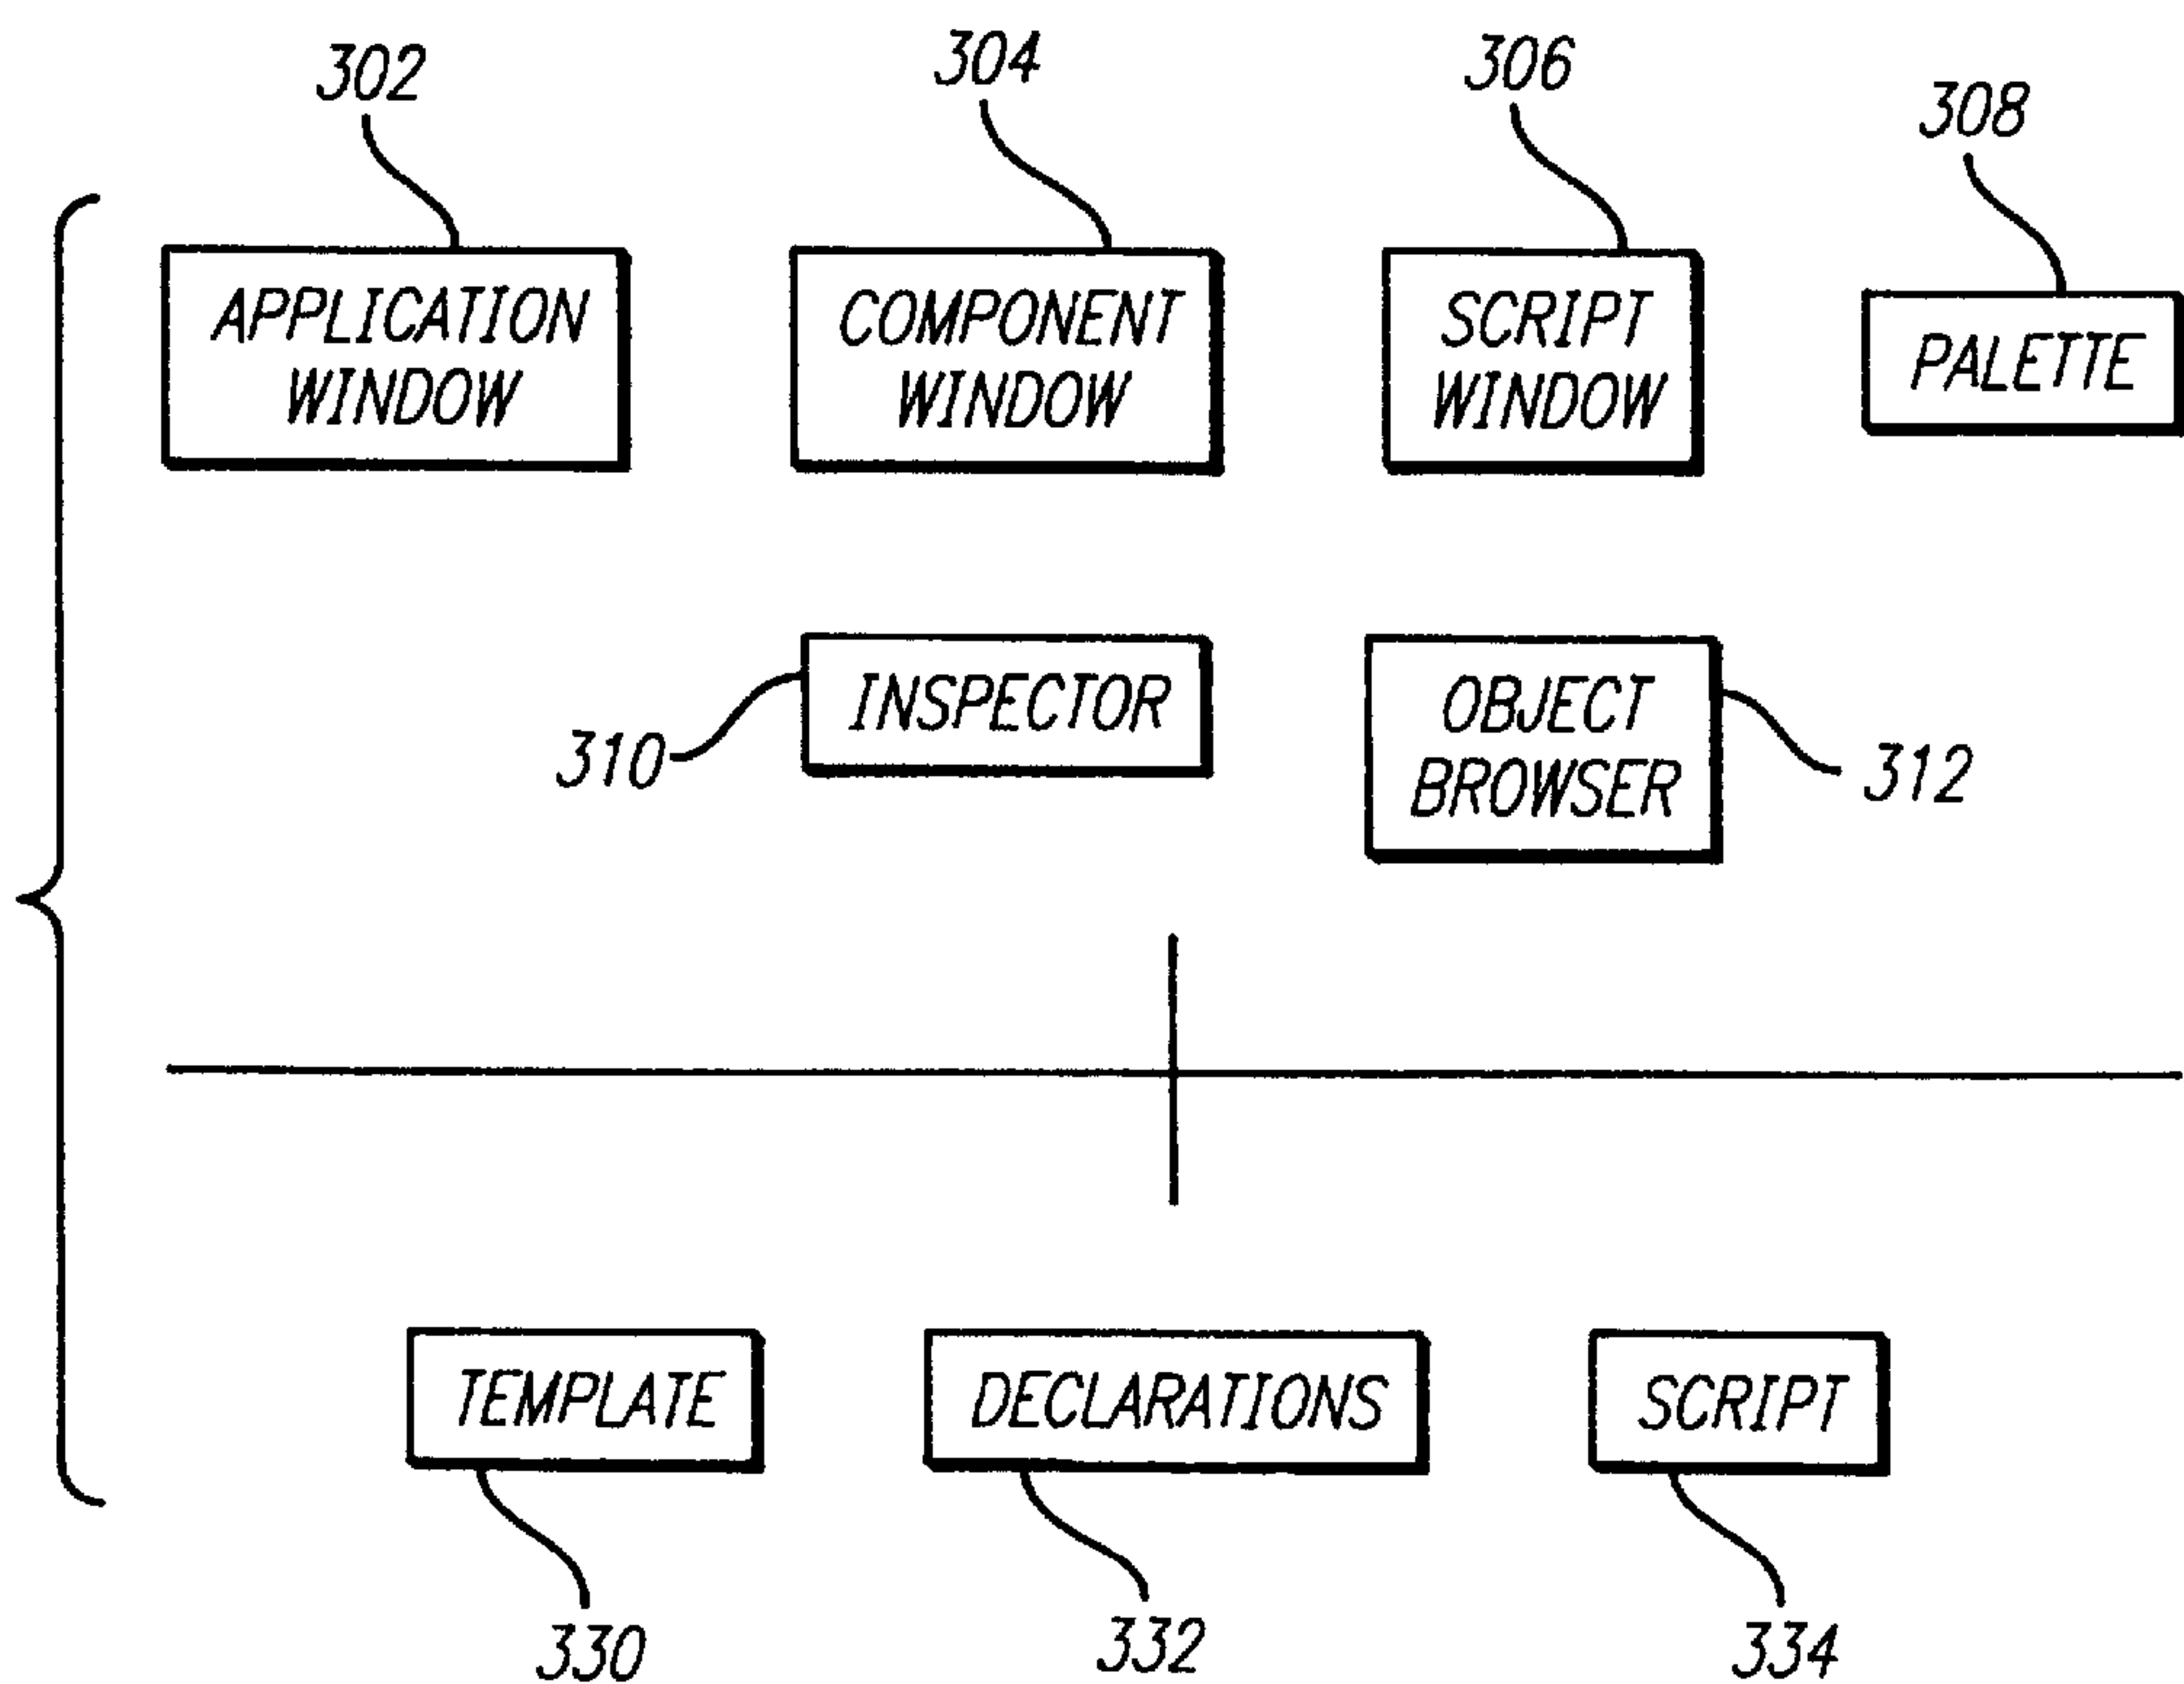 302
304
306
308
APPLICATION
WINDOW
COMPONENT
WINDOW
SCRIPT
WINDOW
PALETTE
310
INSPECTOR
OBJECT
BROWSER
312
TEMPLATE
DECLARATIONS
SCRIPT
330
332
334